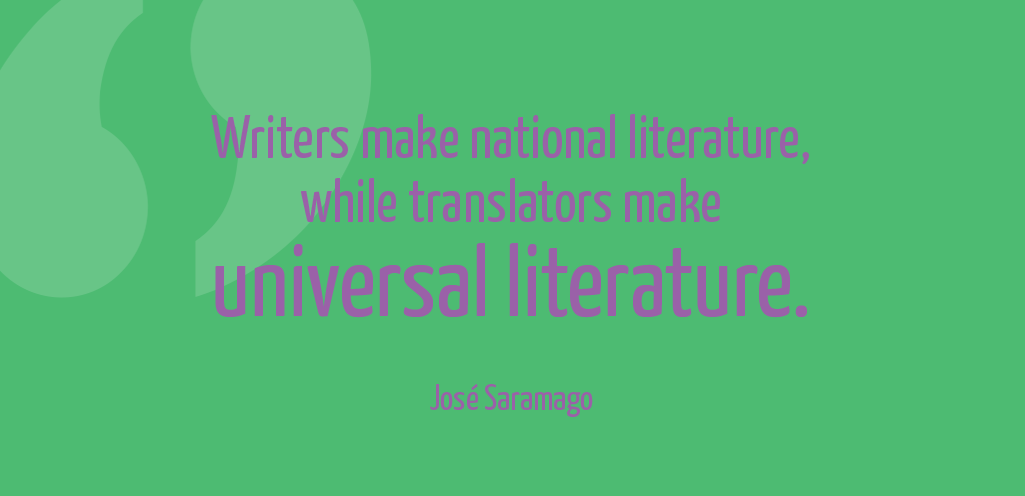 Writers make national literature,
while translators make
universal literature.
José Saramago